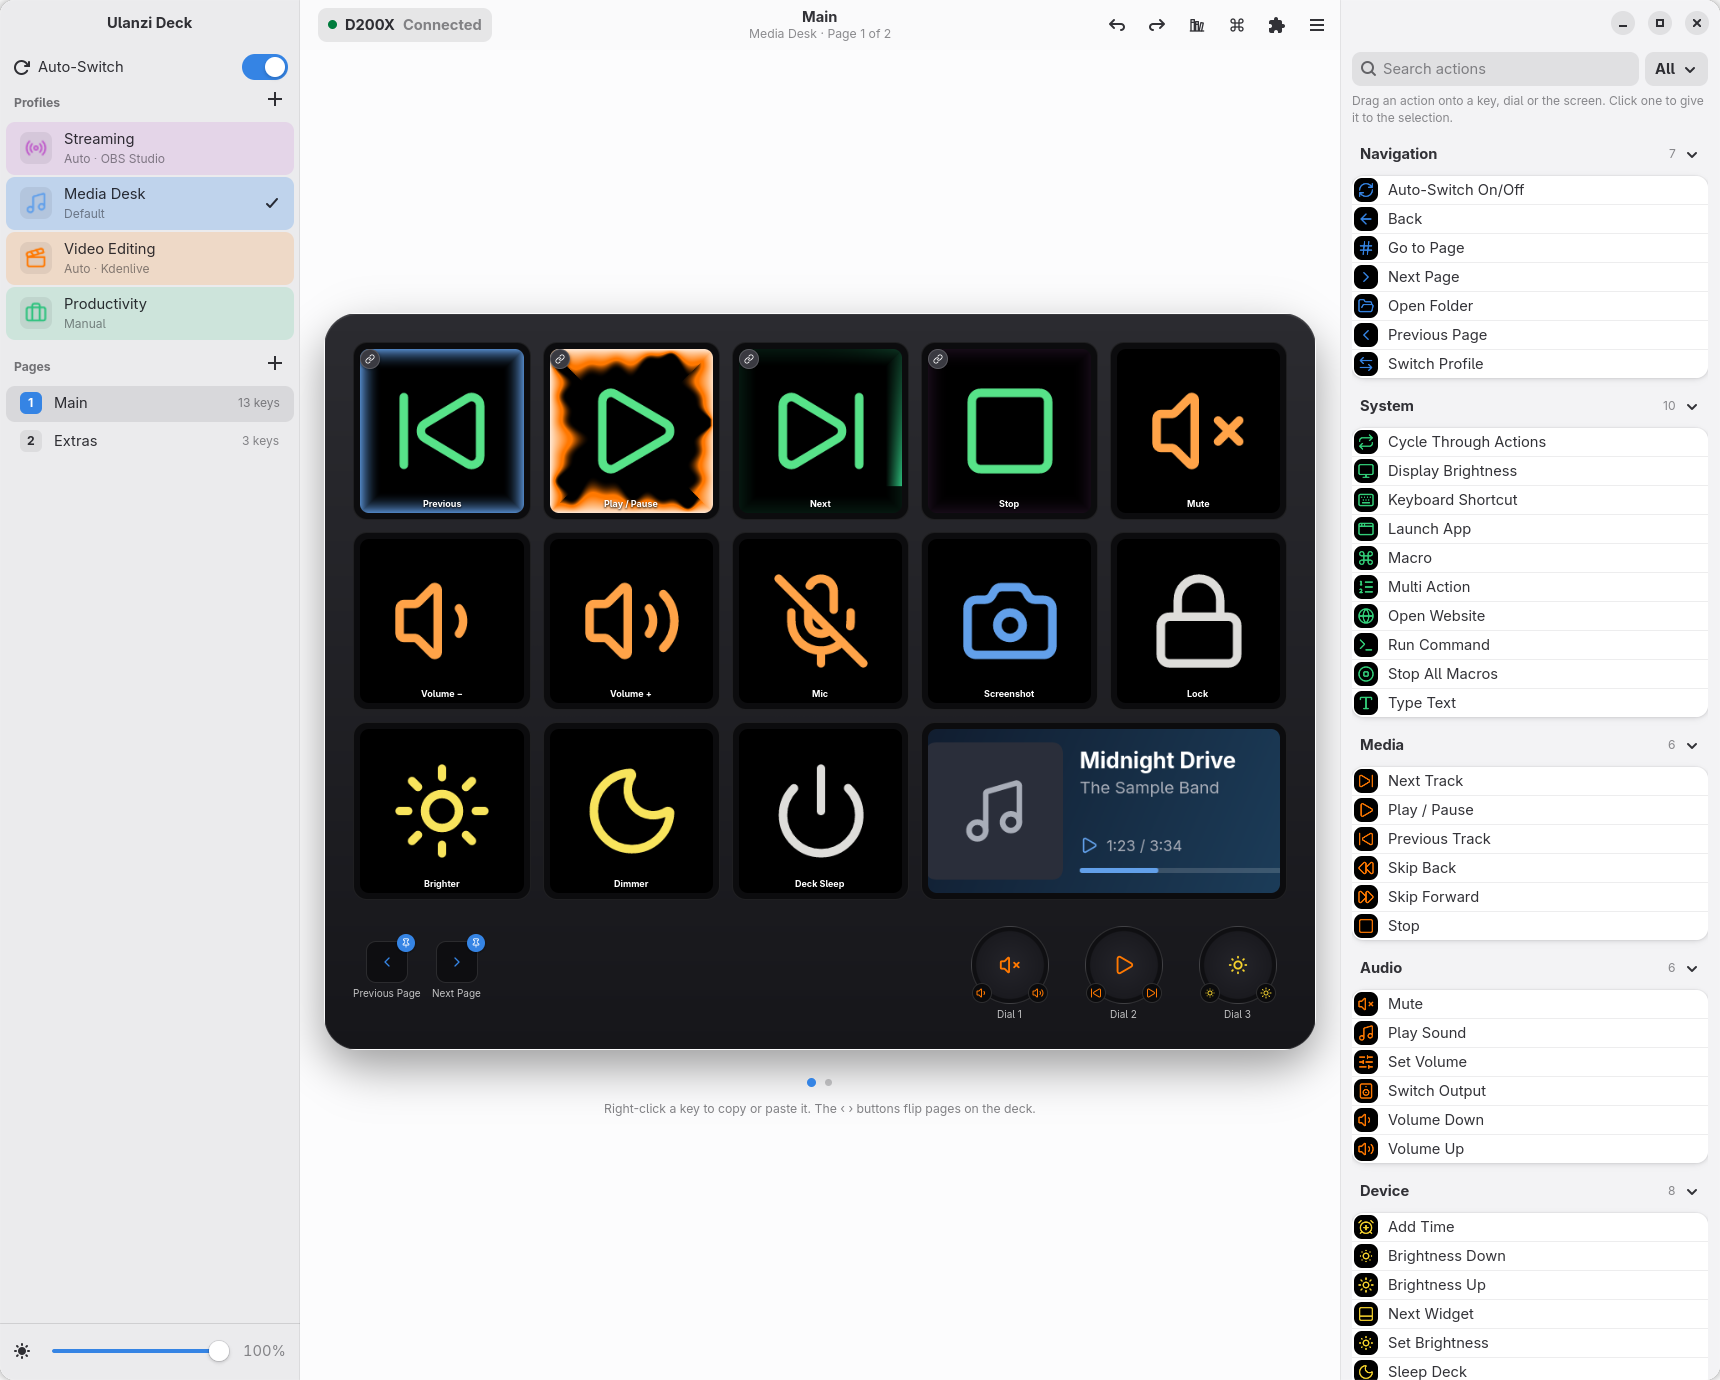 Ulanzi Deck
Auto-Switch
Profiles
Streaming
Auto · OBS Studio
Media Desk
Default
Video Editing
Auto · Kdenlive
Productivity
Manual
Pages
1 Main 13 keys
2 Extras 3 keys
100%
D200X Connected
Main
Media Desk · Page 1 of 2
Previous
Play / Pause
Next
Stop
Mute
Volume –
Volume +
Mic
Screenshot
Lock
Brighter
Dimmer
Deck Sleep
Midnight Drive
The Sample Band
1:23 / 3:34
Previous Page
Next Page
Dial 1
Dial 2
Dial 3
Right-click a key to copy or paste it. The ‹ › buttons flip pages on the deck.
Search actions
All
Drag an action onto a key, dial or the screen. Click one to give
it to the selection.
Navigation 7
Auto-Switch On/Off
Back
Go to Page
Next Page
Open Folder
Previous Page
Switch Profile
System 10
Cycle Through Actions
Display Brightness
Keyboard Shortcut
Launch App
Macro
Multi Action
Open Website
Run Command
Stop All Macros
Type Text
Media 6
Next Track
Play / Pause
Previous Track
Skip Back
Skip Forward
Stop
Audio 6
Mute
Play Sound
Set Volume
Switch Output
Volume Down
Volume Up
Device 8
Add Time
Brightness Down
Brightness Up
Next Widget
Set Brightness
Sleep Deck